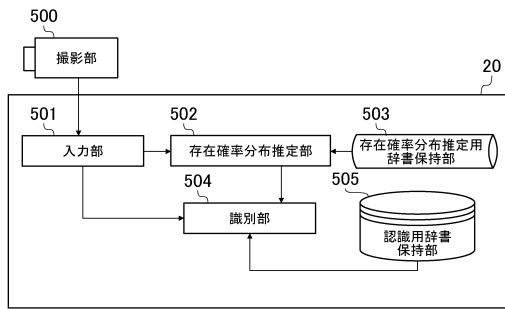 500
撮影部
20
501
入力部
502
存在確率分布推定部
503
存在確率分布推定用
辞書保持部
504
識別部
505
認識用辞書
保持部